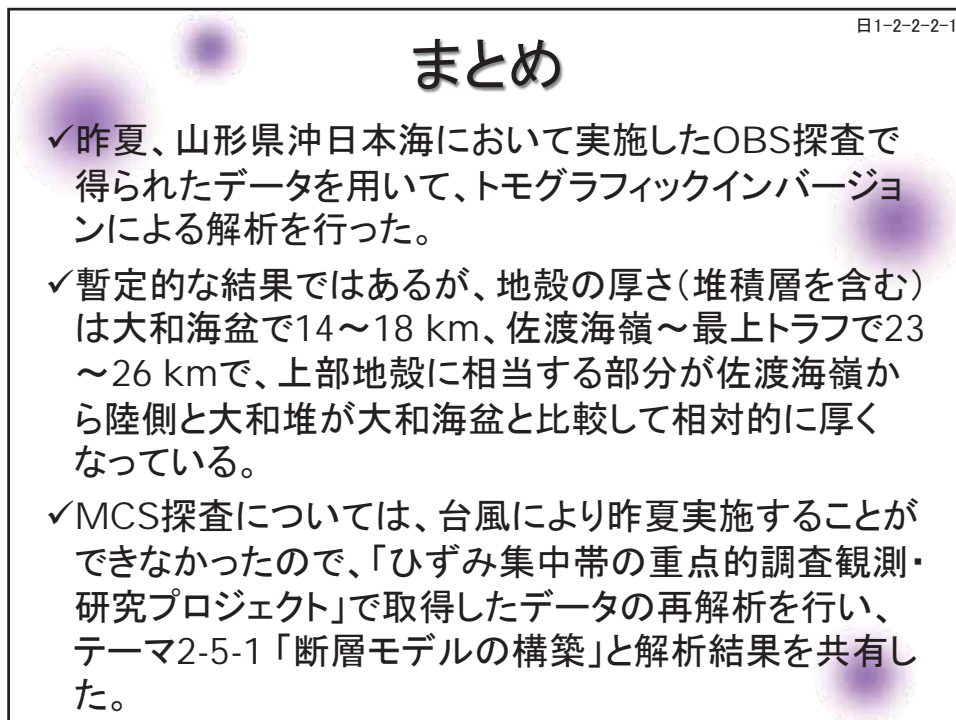 日1-2-2-2-1
まとめ
✓昨夏、山形県沖日本海において実施したOBS探査で
得られたデータを用いて、トモグラフィックインバージョ
ンによる解析を行った。
✓暫定的な結果ではあるが、地殻の厚さ（堆積層を含む）
は大和海盆で14～18 km、佐渡海嶺～最上トラフで23
～26 kmで、上部地殻に相当する部分が佐渡海嶺か
ら陸側と大和堆が大和海盆と比較して相対的に厚く
なっている。
✓MCS探査については、台風により昨夏実施することが
できなかったので、「ひずみ集中帯の重点的調査観測・
研究プロジェクト」で取得したデータの再解析を行い、
テーマ2-5-1「断層モデルの構築」と解析結果を共有し
た。